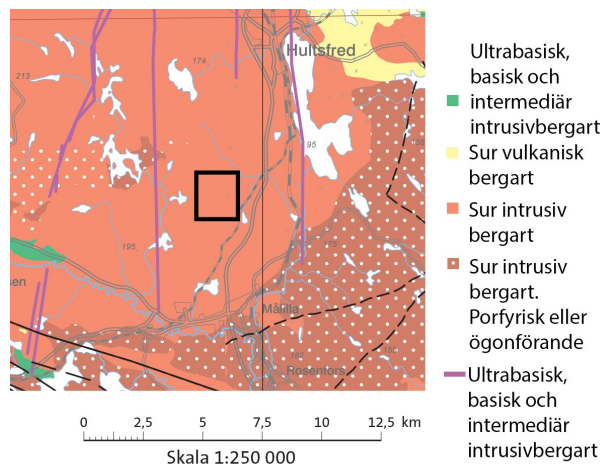 Hultsfred
174
213
95
195
175
sen
Målilla
162
Rosenfors
0 2,5 5 7,5 10 12,5 km
Skala 1:250 000
Ultrabasisk,
basisk och
intermediär
intrusivbergart
Sur vulkanisk
bergart
Sur intrusiv
bergart
Sur intrusiv
bergart.
Porfyrisk eller
ögonförande
Ultrabasisk,
basisk och
intermediär
intrusivbergart